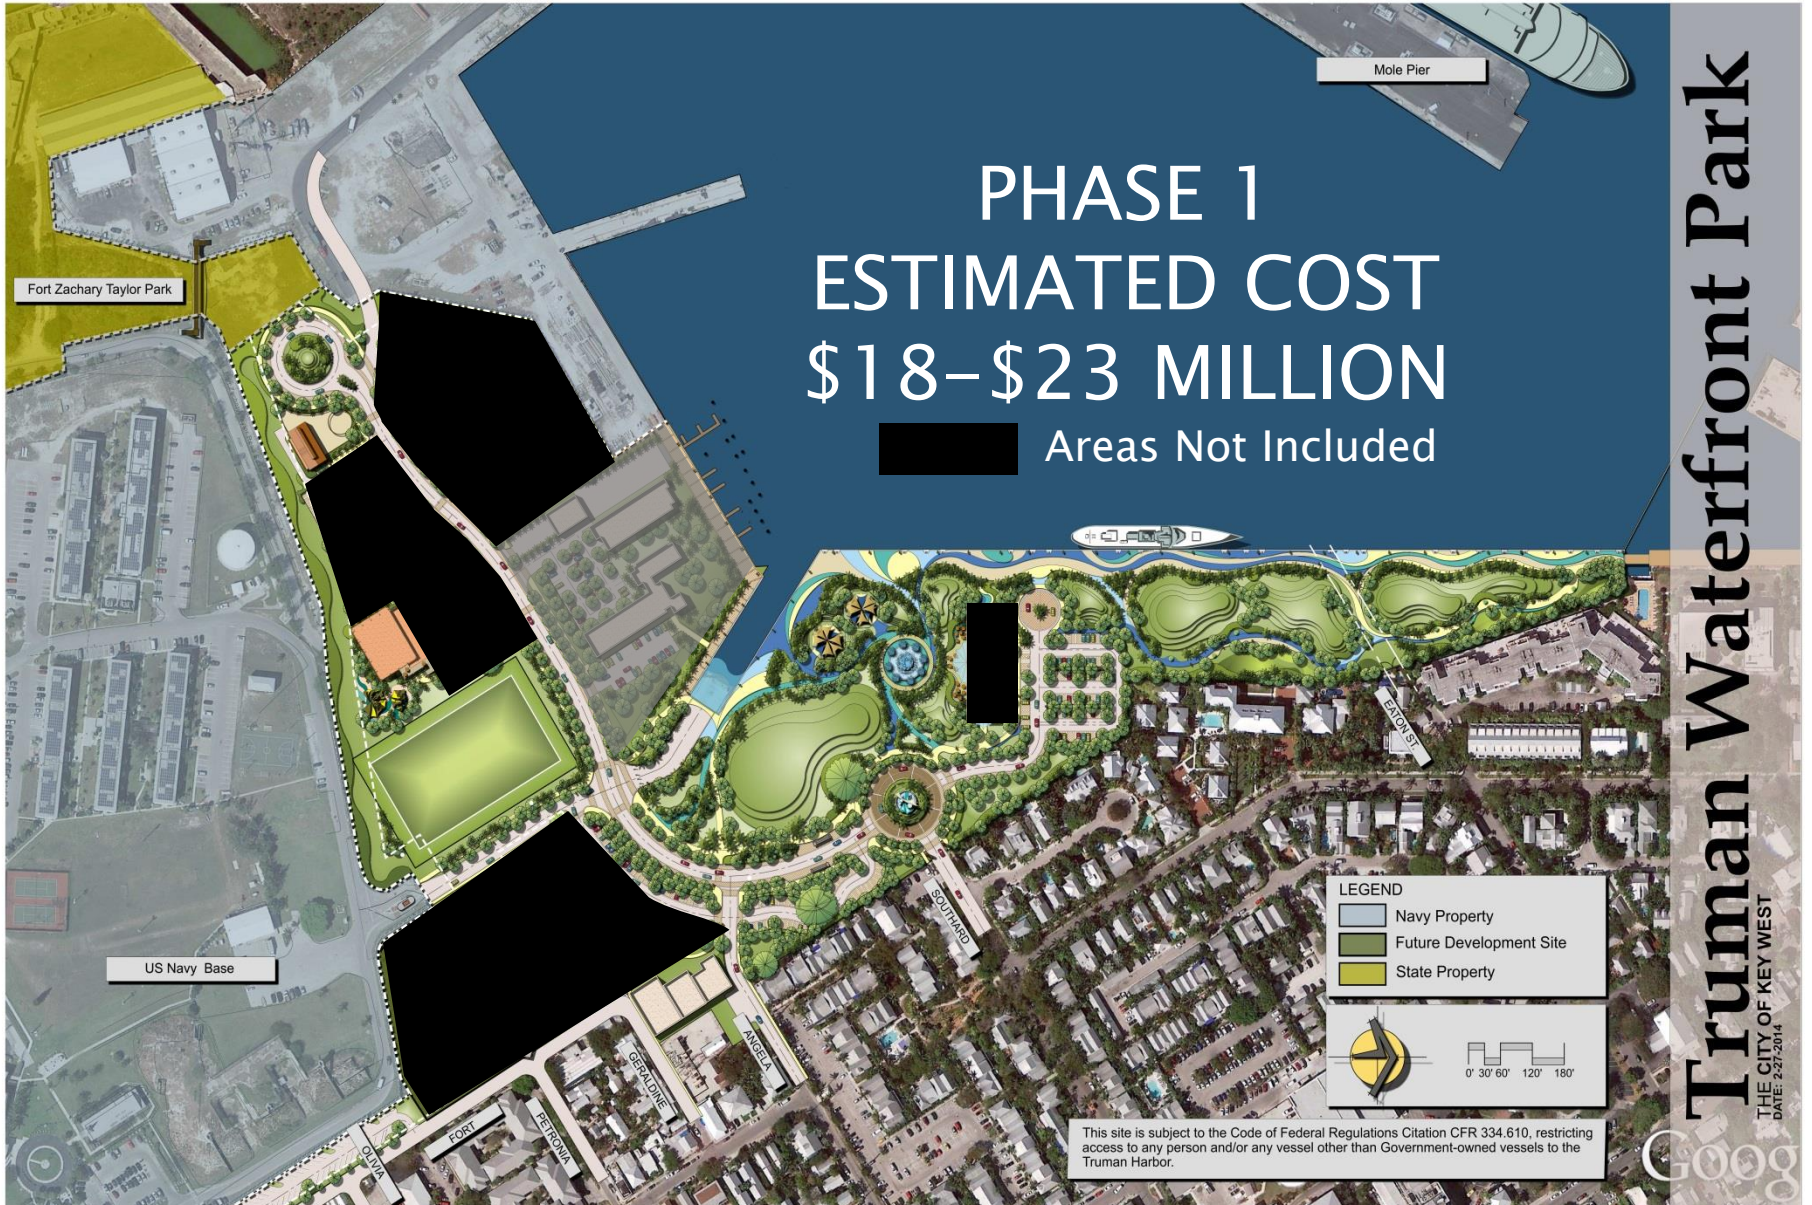 Mole Pier
PHASE 1
ESTIMATED COST
$18-$23 MILLION
Areas Not Included
Fort Zachary Taylor Park
US Navy Base
EATON ST.
SOUTHARD
ANGELA
GERALDINE
PETRONIA
FORT
OLIVIA
LEGEND
Navy Property
Future Development Site
State Property
0' 30' 60' 120' 180'
This site is subject to the Code of Federal Regulations Citation CFR 334.610, restricting
access to any person and/or any vessel other than Government-owned vessels to the
Truman Harbor.
Truman Waterfront Park
THE CITY OF KEY WEST
DATE: 2-27-2014
Goog